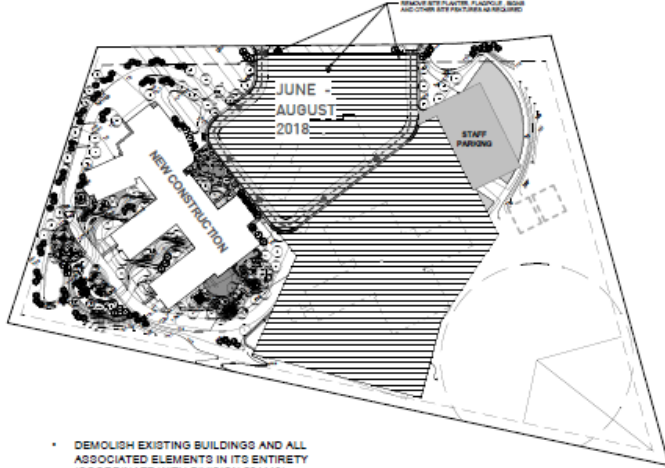 REMOVE SITE PLANTER, FLAGPOLE, SIGNS
AND OTHER SITE FEATURES AS REQUIRED
JUNE -
AUGUST
2018
STAFF
PARKING
NEW CONSTRUCTION
• DEMOLISH EXISTING BUILDINGS AND ALL
ASSOCIATED ELEMENTS IN ITS ENTIRETY